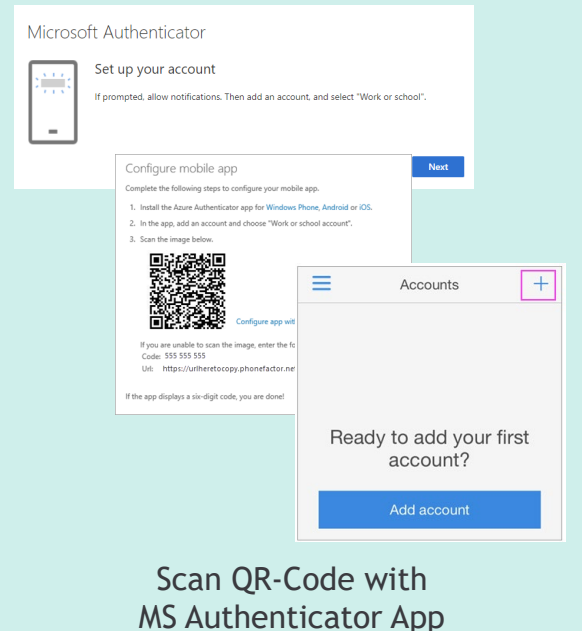 Microsoft Authenticator
Set up your account
If prompted, allow notifications. Then add an account, and select "Work or school".
Next
Configure mobile app
Complete the following steps to configure your mobile app.
1. Install the Azure Authenticator app for Windows Phone, Android or iOS.
2. In the app, add an account and choose "Work or school account".
3. Scan the image below.
Configure app
If you are unable to scan the image, enter the
Code: 555 555 555
Url: https://urlheretocopy.phonefactor.ne
If the app displays a six-digit code, you are done!
Accounts
Ready to add your first
account?
Add account
Scan QR-Code with
MS Authenticator App